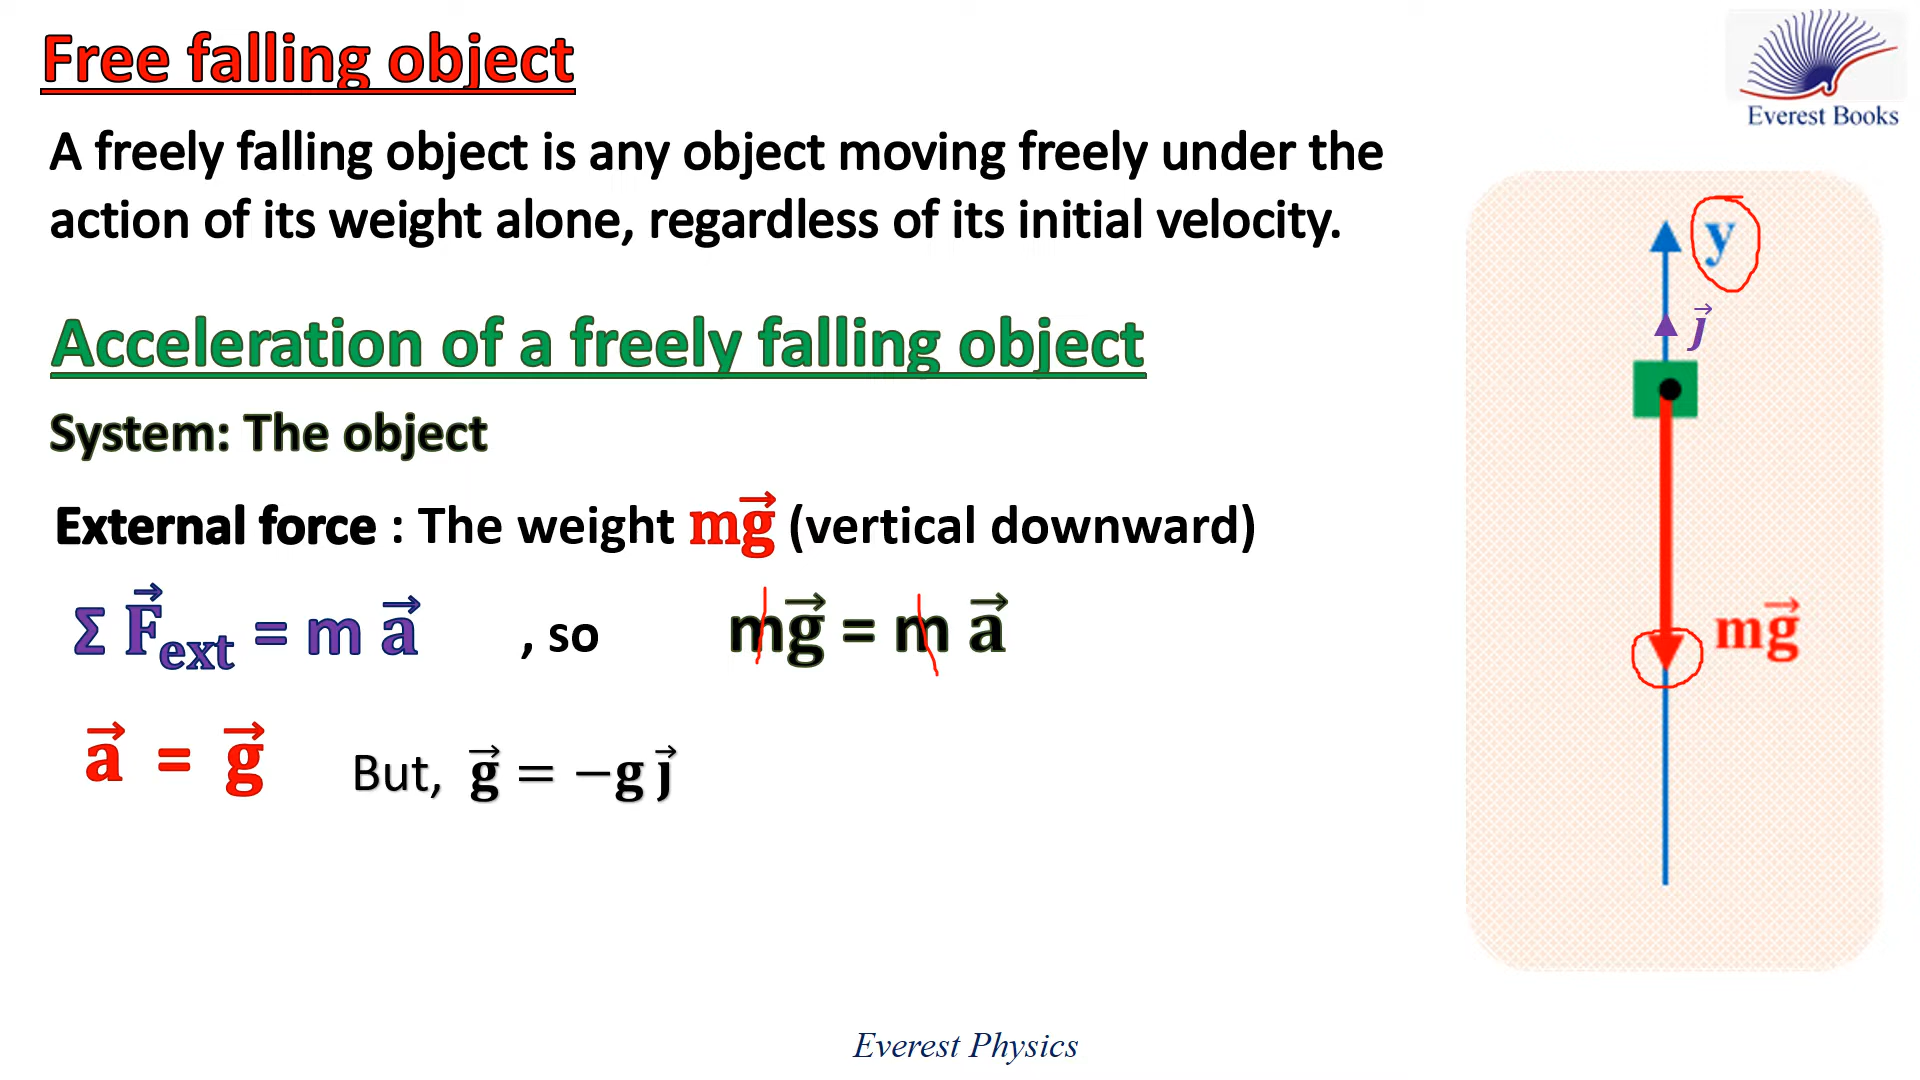 Free falling object
Everest Books
A freely falling object is any object moving freely under the
action of its weight alone, regardless of its initial velocity.
Acceleration of a freely falling object
System: The object
External force : The weight mg⃗ (vertical downward)
Σ F⃗ext = m a⃗ , so mg⃗ = m a⃗
a⃗ = g⃗ But, g⃗ = −g ȷ⃗
y
ȷ⃗
mg⃗
Everest Physics